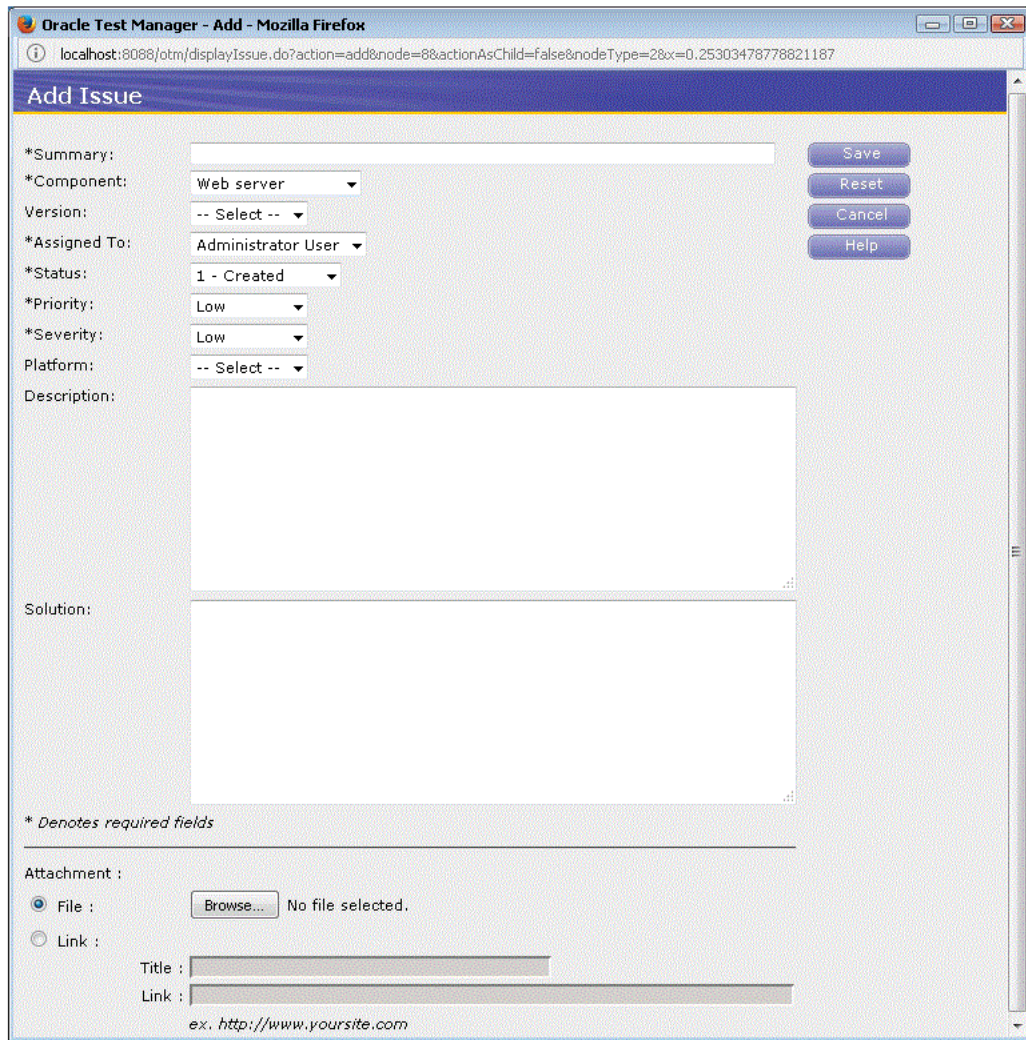 Oracle Test Manager - Add - Mozilla Firefox
localhost:8088/otm/displayIssue.do?action=add&node=8&actionAsChild=false&nodeType=2&x=0.25303478778821187
Add Issue
*Summary:
Save
*Component: Web server
Reset
Version: -- Select --
Cancel
*Assigned To: Administrator User
Help
*Status: 1 - Created
*Priority: Low
*Severity: Low
Platform: -- Select --
Description:
Solution:
* Denotes required fields
Attachment :
File : Browse... No file selected.
Link :
Title :
Link :
ex. http://www.yoursite.com